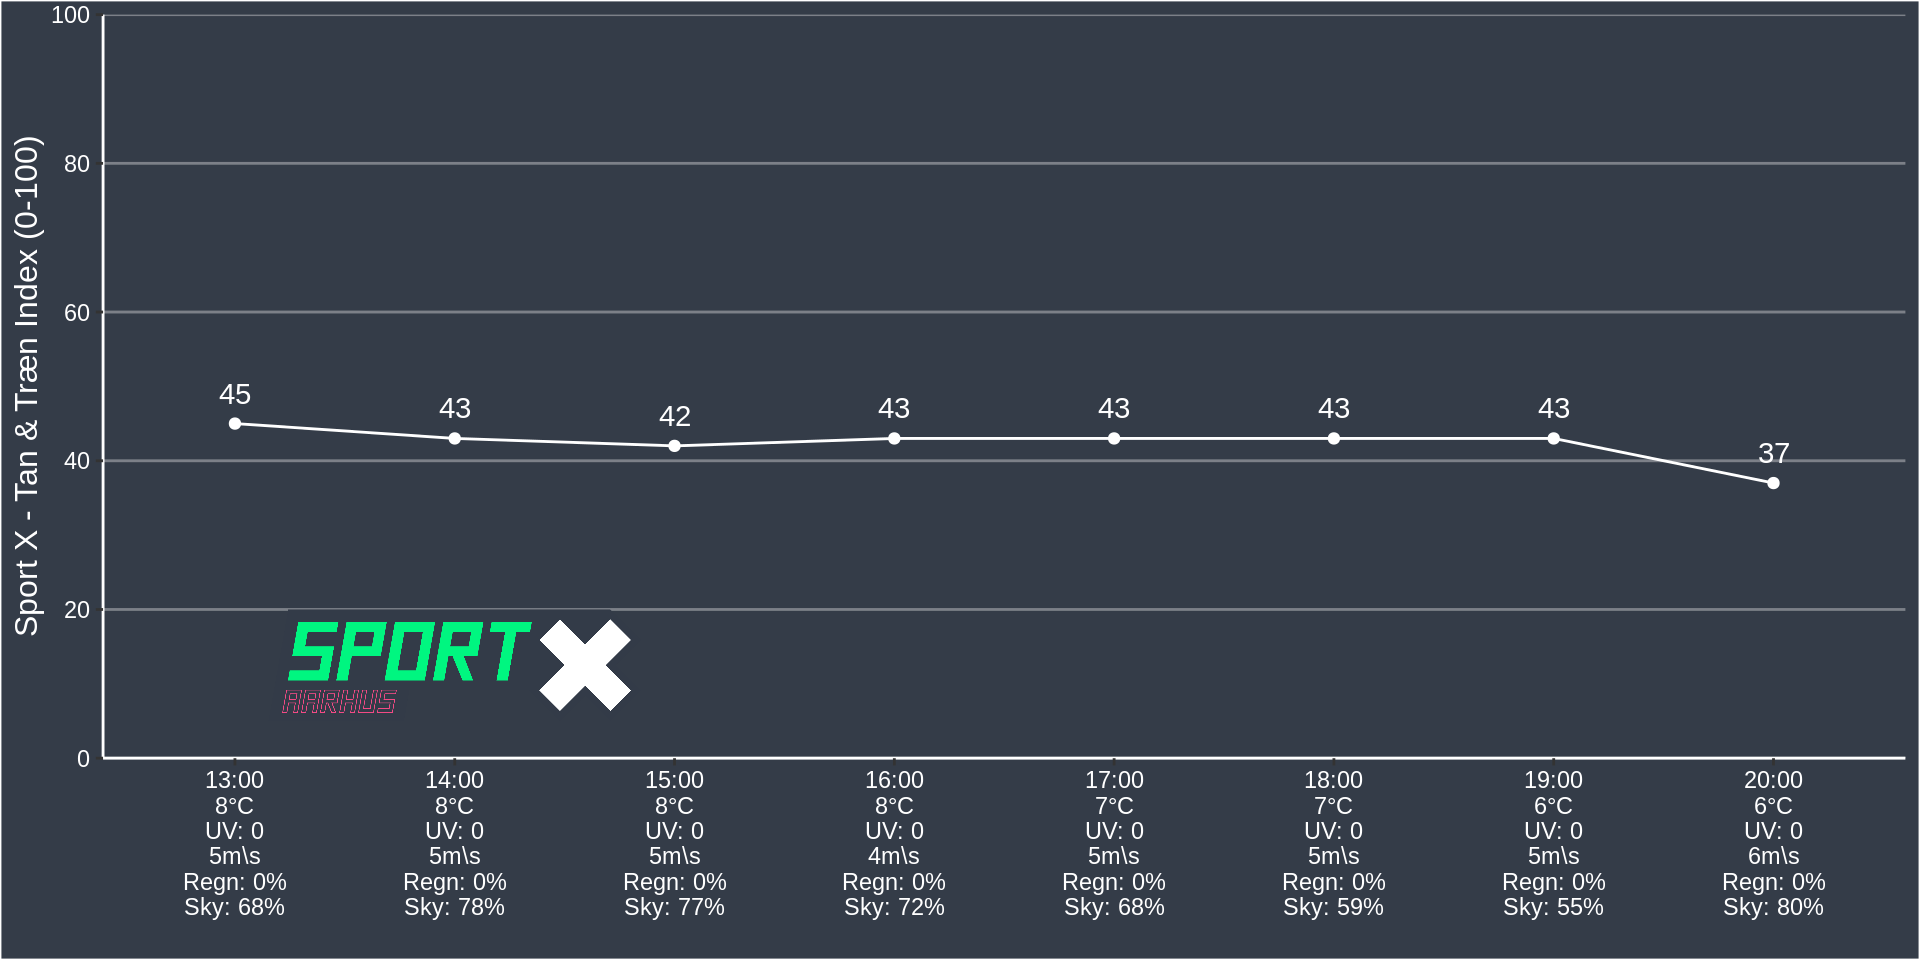 Sport X - Tan & Træn Index (0-100)
100
80
60
40
20
0
45
43
42
43
43
43
43
37
SPORT X
AARHUS
13:00
8°C
UV: 0
5m\s
Regn: 0%
Sky: 68%
14:00
8°C
UV: 0
5m\s
Regn: 0%
Sky: 78%
15:00
8°C
UV: 0
5m\s
Regn: 0%
Sky: 77%
16:00
8°C
UV: 0
4m\s
Regn: 0%
Sky: 72%
17:00
7°C
UV: 0
5m\s
Regn: 0%
Sky: 68%
18:00
7°C
UV: 0
5m\s
Regn: 0%
Sky: 59%
19:00
6°C
UV: 0
5m\s
Regn: 0%
Sky: 55%
20:00
6°C
UV: 0
6m\s
Regn: 0%
Sky: 80%